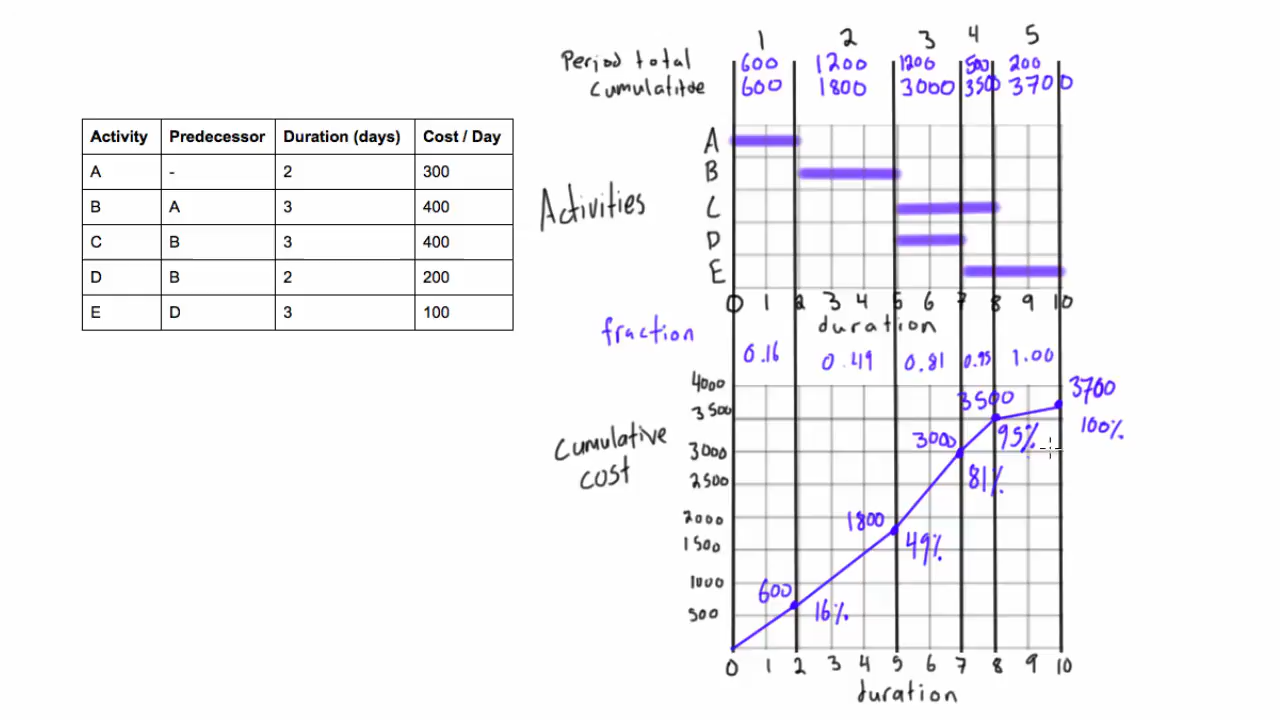 Activity Predecessor Duration (days) Cost / Day
A - 2 300
B A 3 400
C B 3 400
D B 2 200
E D 3 100
1 2 3 4 5
Period total 600 1200 1200 500 200
Cumulatitde 600 1800 3000 3500 3700
Activities
A
B
C
D
E
0 1 2 3 4 5 6 7 8 9 10
duration
fraction 0.16 0.49 0.81 0.95 1.00
Cumulative cost
4000
3500
3000
2500
2000
1500
1000
500
3700
100%
3500
95%
3000
81%
1800
49%
600
16%
0 1 2 3 4 5 6 7 8 9 10
duration